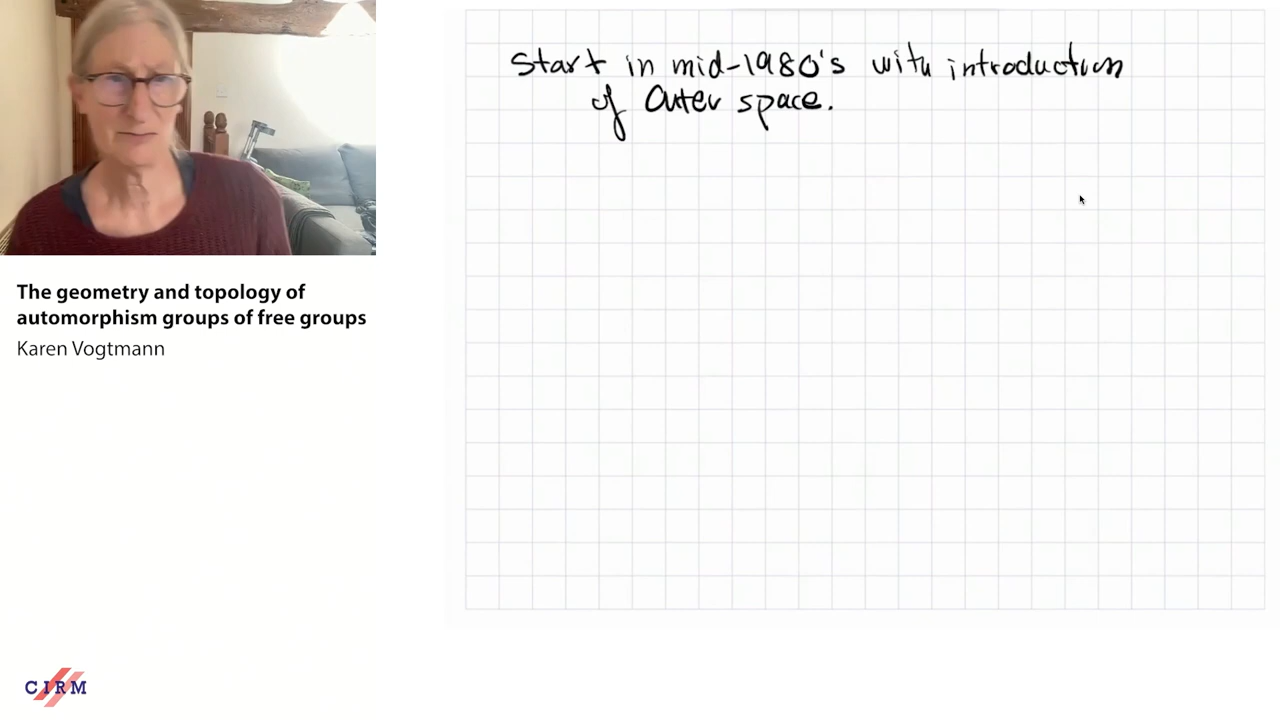 Start in mid-1980's with introduction
of Outer space.
The geometry and topology of
automorphism groups of free groups
Karen Vogtmann
CIRM